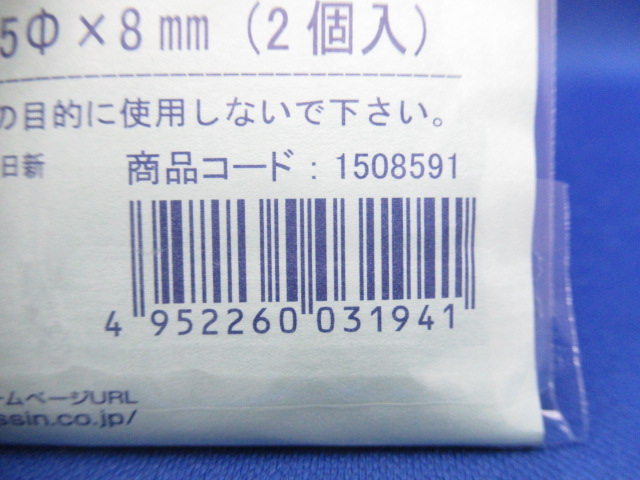 5Φ×8mm（2個入）
の目的に使用しないで下さい。
日新 商品コード：1508591
4 952260 031941
ームページURL
ssin.co.jp/